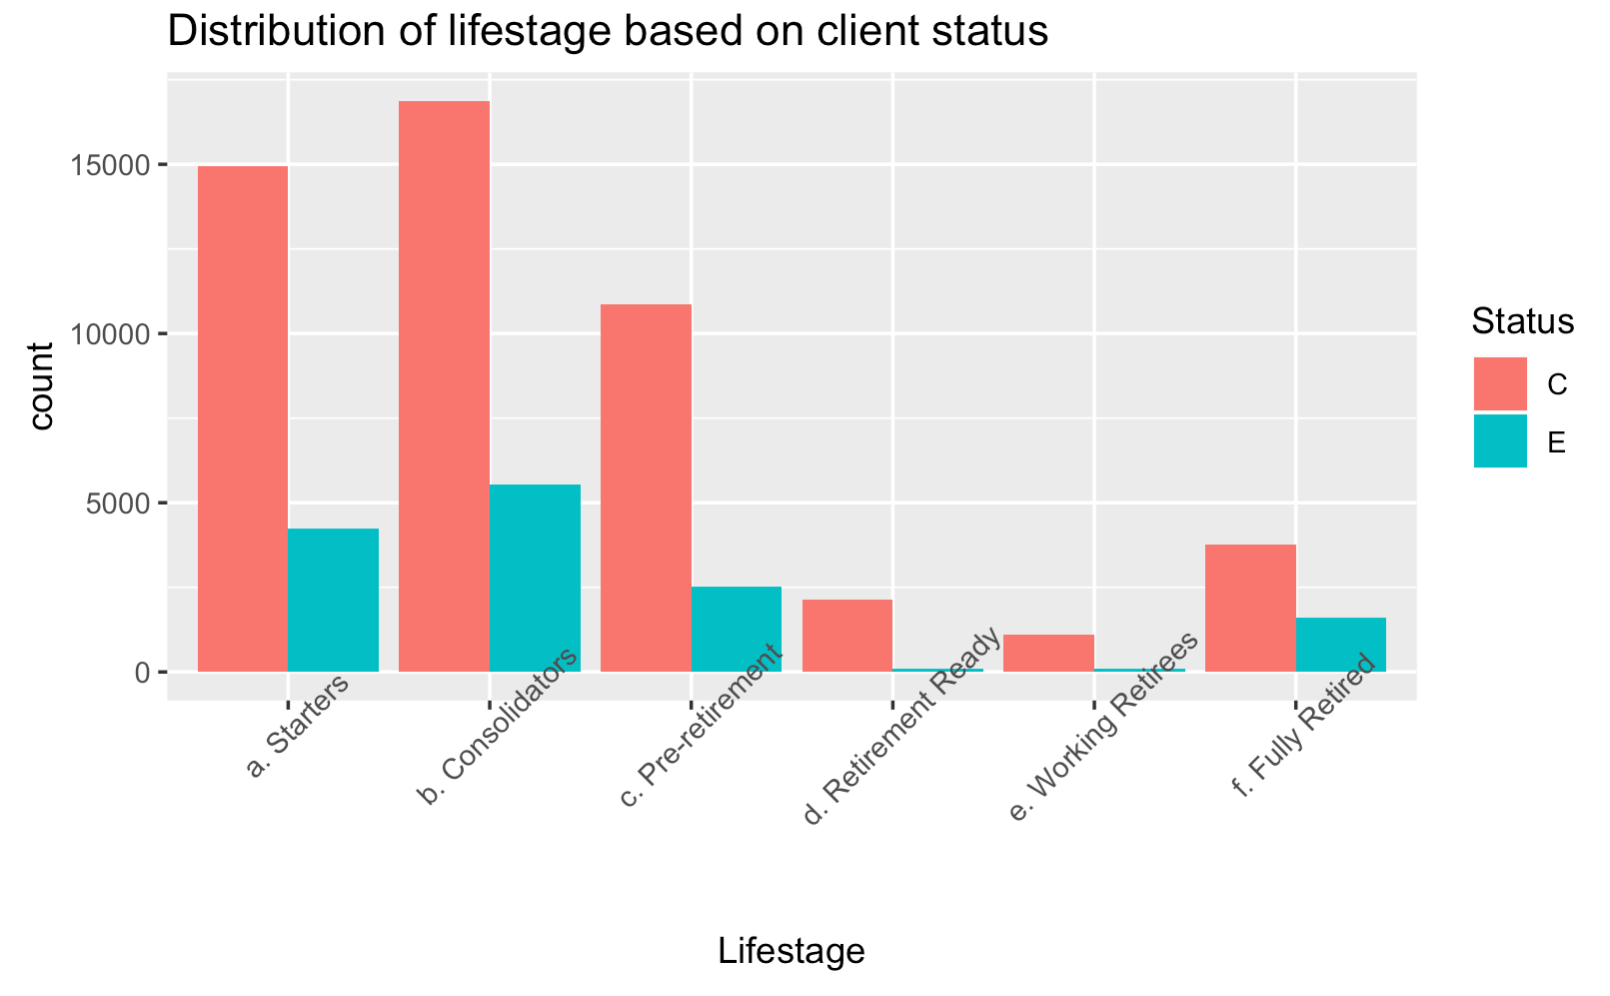 Distribution of lifestage based on client status
15000
10000
5000
0
count
a. Starters
b. Consolidators
c. Pre-retirement
d. Retirement Ready
e. Working Retirees
f. Fully Retired
Lifestage
Status
C
E